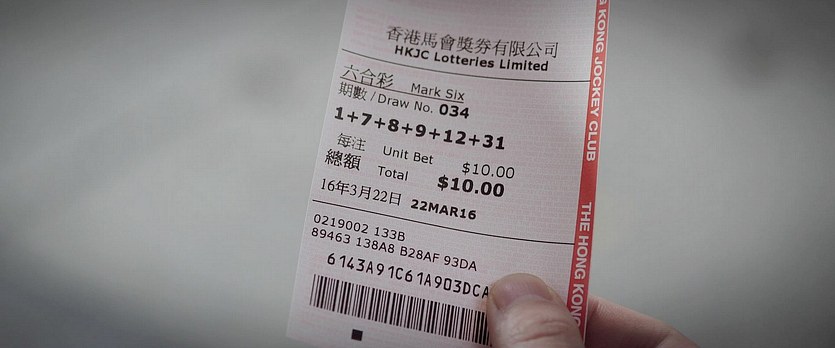 香港馬會獎券有限公司
HKJC Lotteries Limited
六合彩 Mark Six
期數 / Draw No. 034
1+7+8+9+12+31
每注 Unit Bet $10.00
總額 Total $10.00
16年3月22日 22MAR16
0219002 133B
89463 138A8 B28AF 93DA
6143A91C61A9D3DCA
KONG JOCKEY CLUB
THE HONG KONG